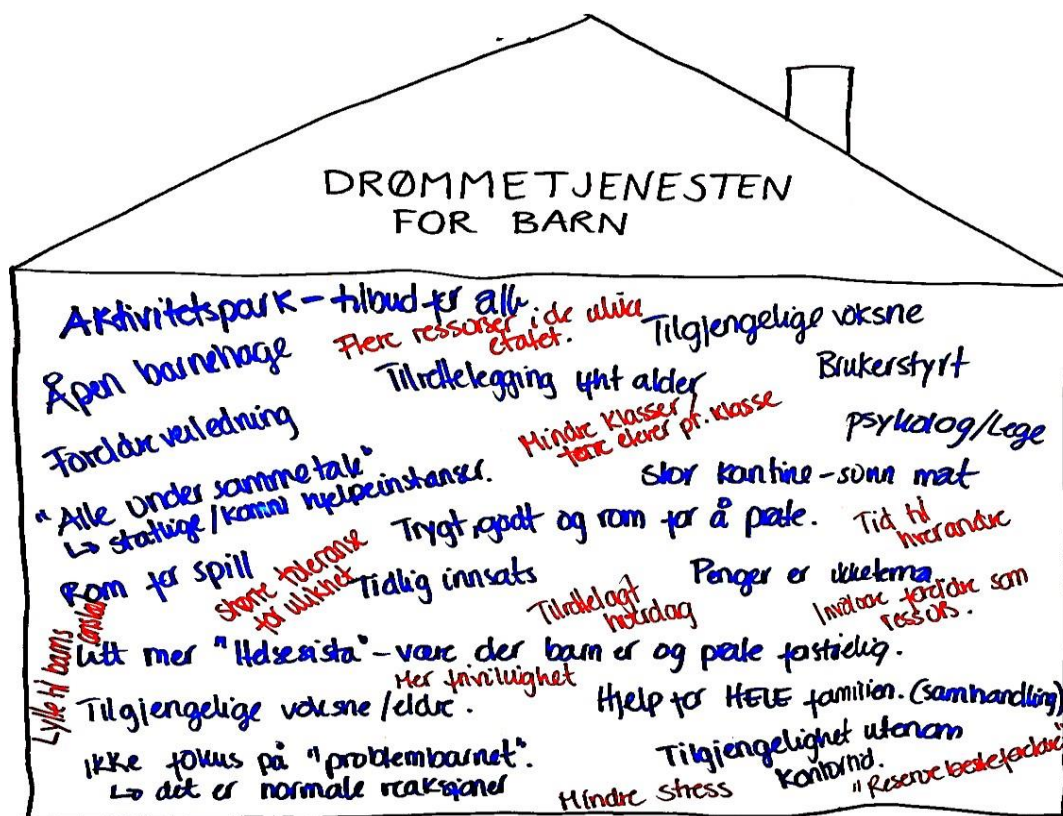 DRØMMETJENESTEN
FOR BARN
Aktivitetspark - tilbud for alle.
Flere ressurser i de ulike
etatet.
Tilgjengelige voksne
Åpen barnehage
Tilrettelegging ift alder
Brukerstyrt
Foreldreveiledning
Mindre klasser/
færre elever pr. klasse
psykolog/Lege
"Alle under samme tak"
↳ statlige/komm hjelpeinstanser.
Stor kantine - sunn mat
Trygt, godt og rom for å prate.
Tid til
hverandre
Rom for spill
større toleranse
for ulikhet
Tidlig innsats
Penger er ikke tema
Tilrettelagt
hverdag
Involvere foreldre som
ressurs.
Lytte til barns
ønsker
Litt mer "Helsesista" - være der barn er og prate fortrolig.
Mer frivillighet
Tilgjengelige voksne/eldre.
Hjelp for HELE familien. (samhandling)
Ikke fokus på "problembarnet".
↳ det er normale reaksjoner
Tilgjengelighet utenom
kontortid.
Mindre stress
"Reservebesteforeldre"